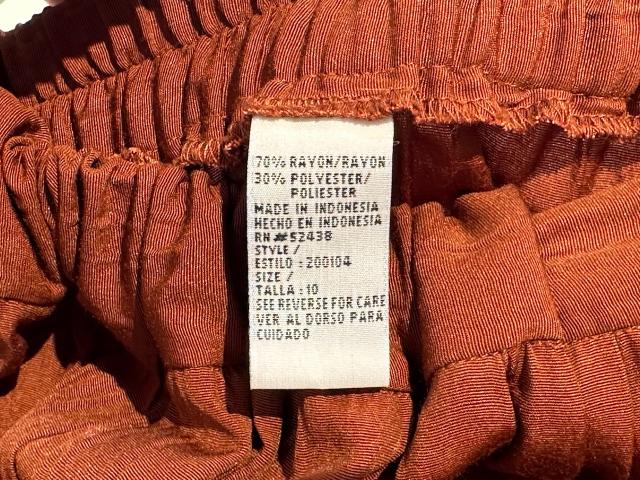 70% RAYON/RAYON
30% POLYESTER/
POLIESTER
MADE IN INDONESIA
HECHO EN INDONESIA
RN#52438
STYLE /
ESTILO : 200104
SIZE /
TALLA : 10
SEE REVERSE FOR CARE
VER AL DORSO PARA
CUIDADO